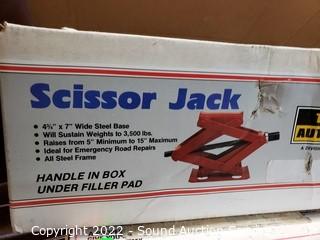 Scissor Jack
• 4¾" x 7" Wide Steel Base
• Will Sustain Weights to 3,500 lbs.
• Raises from 5" Minimum to 15" Maximum
• Ideal for Emergency Road Repairs
• All Steel Frame
HANDLE IN BOX
UNDER FILLER PAD
A
Copyright 2022 - Sound Auction Service